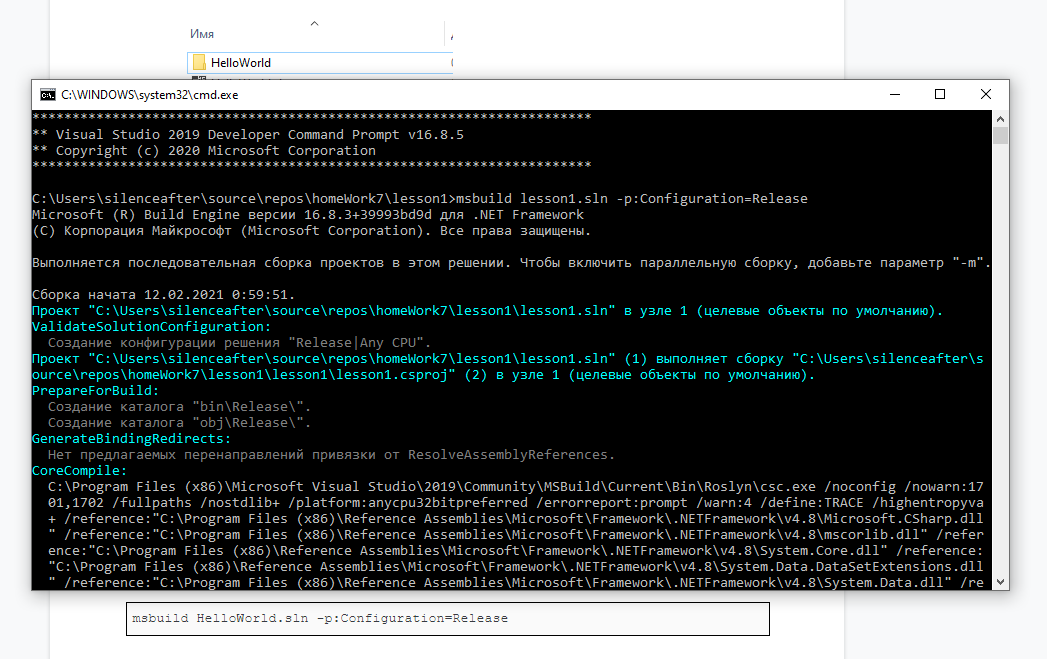 Имя
HelloWorld
C:\WINDOWS\system32\cmd.exe
**********************************************************************
** Visual Studio 2019 Developer Command Prompt v16.8.5
** Copyright (c) 2020 Microsoft Corporation
**********************************************************************
C:\Users\silenceafter\source\repos\homeWork7\lesson1>msbuild lesson1.sln -p:Configuration=Release
Microsoft (R) Build Engine версии 16.8.3+39993bd9d для .NET Framework
(C) Корпорация Майкрософт (Microsoft Corporation). Все права защищены.
Выполняется последовательная сборка проектов в этом решении. Чтобы включить параллельную сборку, добавьте параметр "-m".
Сборка начата 12.02.2021 0:59:51.
Проект "C:\Users\silenceafter\source\repos\homeWork7\lesson1\lesson1.sln" в узле 1 (целевые объекты по умолчанию).
ValidateSolutionConfiguration:
  Создание конфигурации решения "Release|Any CPU".
Проект "C:\Users\silenceafter\source\repos\homeWork7\lesson1\lesson1.sln" (1) выполняет сборку "C:\Users\silenceafter\s
ource\repos\homeWork7\lesson1\lesson1\lesson1.csproj" (2) в узле 1 (целевые объекты по умолчанию).
PrepareForBuild:
  Создание каталога "bin\Release\".
  Создание каталога "obj\Release\".
GenerateBindingRedirects:
  Нет предлагаемых перенаправлений привязки от ResolveAssemblyReferences.
CoreCompile:
  C:\Program Files (x86)\Microsoft Visual Studio\2019\Community\MSBuild\Current\Bin\Roslyn\csc.exe /noconfig /nowarn:17
  01,1702 /fullpaths /nostdlib+ /platform:anycpu32bitpreferred /errorreport:prompt /warn:4 /define:TRACE /highentropyva
  + /reference:"C:\Program Files (x86)\Reference Assemblies\Microsoft\Framework\.NETFramework\v4.8\Microsoft.CSharp.dll
  " /reference:"C:\Program Files (x86)\Reference Assemblies\Microsoft\Framework\.NETFramework\v4.8\mscorlib.dll" /refer
  ence:"C:\Program Files (x86)\Reference Assemblies\Microsoft\Framework\.NETFramework\v4.8\System.Core.dll" /reference:
  "C:\Program Files (x86)\Reference Assemblies\Microsoft\Framework\.NETFramework\v4.8\System.Data.DataSetExtensions.dll
  " /reference:"C:\Program Files (x86)\Reference Assemblies\Microsoft\Framework\.NETFramework\v4.8\System.Data.dll" /re
msbuild HelloWorld.sln -p:Configuration=Release